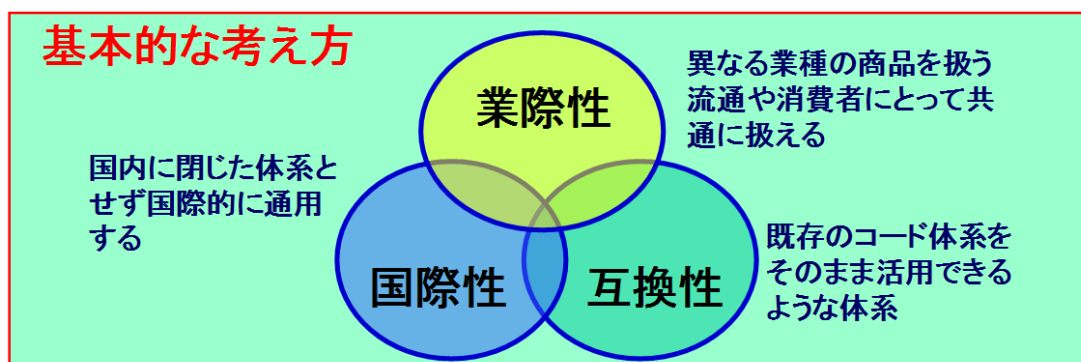 基本的な考え方
業際性
異なる業種の商品を扱う
流通や消費者にとって共
通に扱える
国内に閉じた体系と
せず国際的に通用
する
国際性
互換性
既存のコード体系を
そのまま活用できる
ような体系